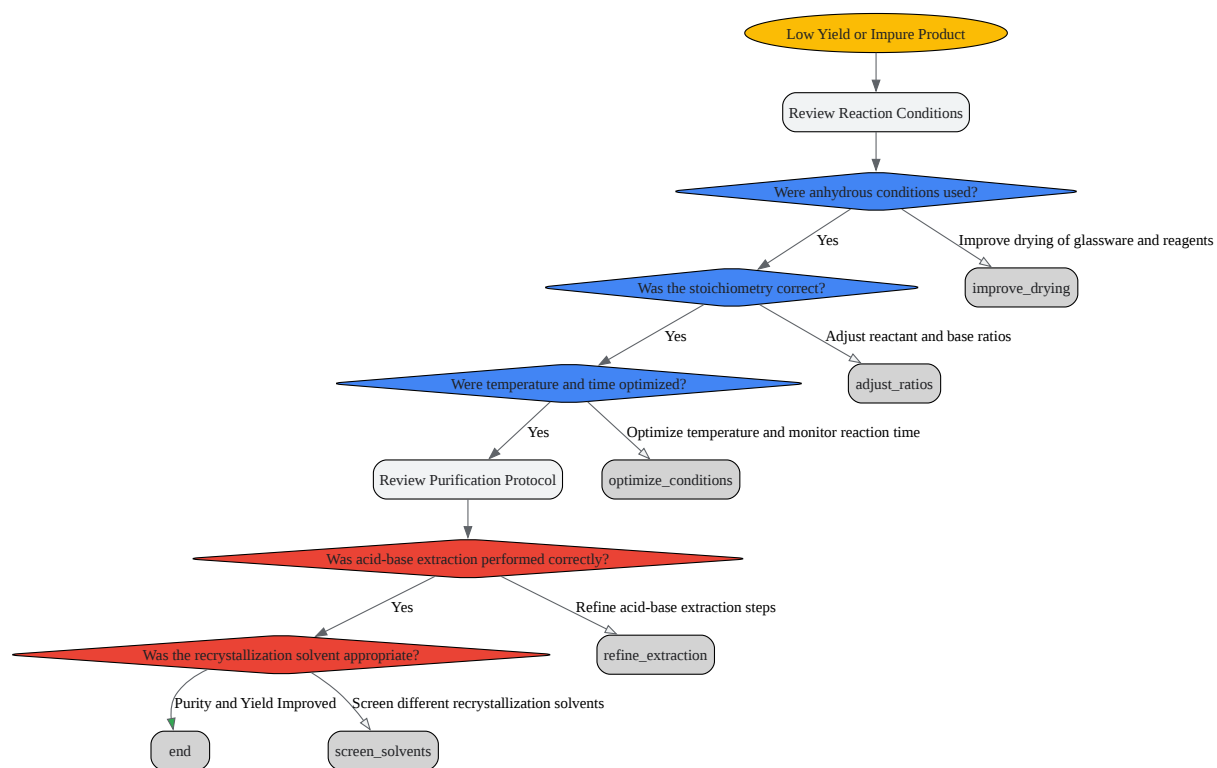 Low Yield or Impure Product
Review Reaction Conditions
Were anhydrous conditions used?
Yes
Improve drying of glassware and reagents
Was the stoichiometry correct?
improve_drying
Yes
Adjust reactant and base ratios
Were temperature and time optimized?
adjust_ratios
Yes
Optimize temperature and monitor reaction time
Review Purification Protocol
optimize_conditions
Was acid-base extraction performed correctly?
Yes
Refine acid-base extraction steps
Was the recrystallization solvent appropriate?
refine_extraction
Purity and Yield Improved
Screen different recrystallization solvents
end
screen_solvents